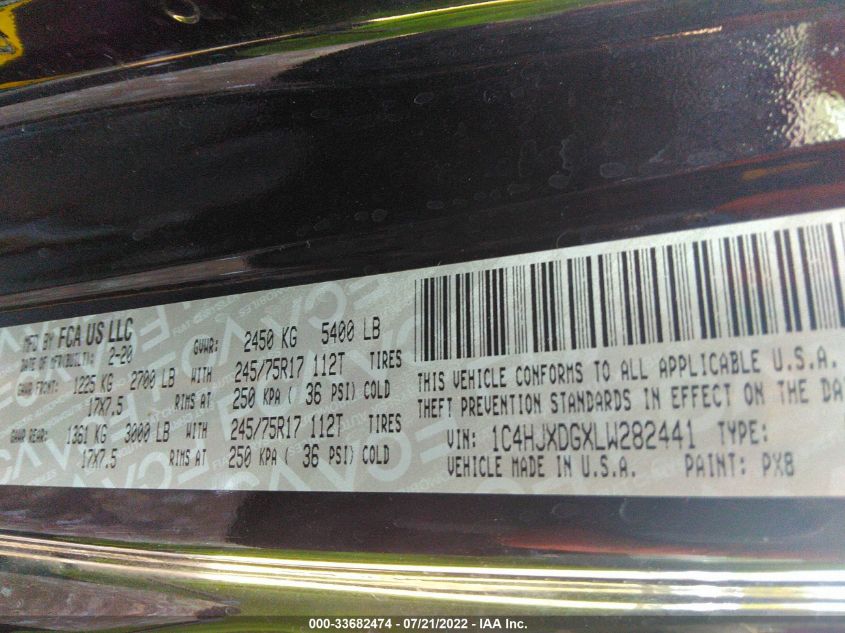 MFD BY FCA US LLC
DATE OF MFR/BUILT: 2-20 GVWR: 2450 KG 5400 LB
GAWR FRONT: 1225 KG 2700 LB WITH 245/75R17 112T TIRES
17X7.5 RIMS AT 250 KPA ( 36 PSI) COLD
GAWR REAR: 1361 KG 3000 LB WITH 245/75R17 112T TIRES
17X7.5 RIMS AT 250 KPA ( 36 PSI) COLD
THIS VEHICLE CONFORMS TO ALL APPLICABLE U.S.A.
THEFT PREVENTION STANDARDS IN EFFECT ON THE DA
VIN: 1C4HJXDGXLW282441 TYPE:
VEHICLE MADE IN U.S.A. PAINT: PX8
000-33682474 / 07/21/2022 - IAA Inc.